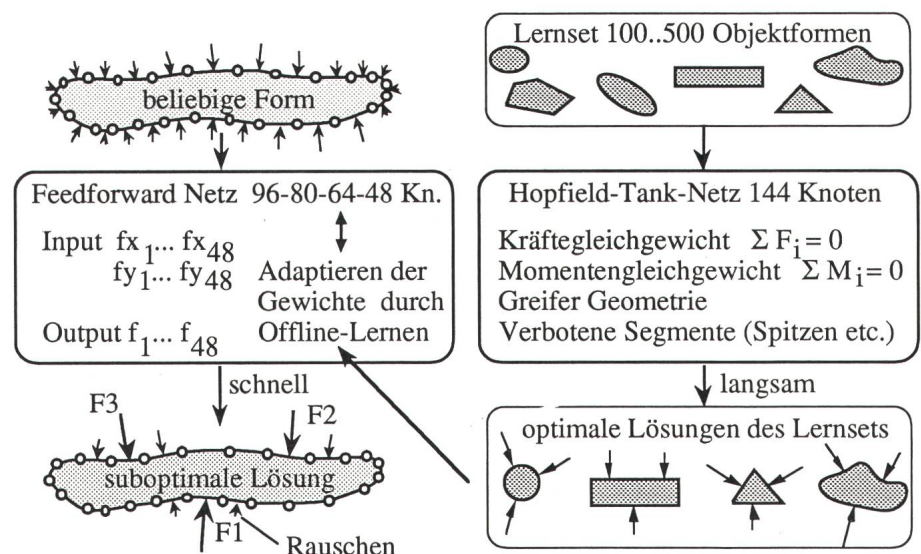 beliebige Form
Feedforward Netz 96-80-64-48 Kn.
Input fx1... fx48
fy1... fy48
Adaptieren der
Gewichte durch
Output f1... f48 Offline-Lernen
schnell
F3
F2
suboptimale Lösung
F1
Rauschen
Lernset 100..500 Objektformen
Hopfield-Tank-Netz 144 Knoten
Kräftegleichgewicht Σ Fi = 0
Momentengleichgewicht Σ Mi = 0
Greifer Geometrie
Verbotene Segmente (Spitzen etc.)
langsam
optimale Lösungen des Lernsets